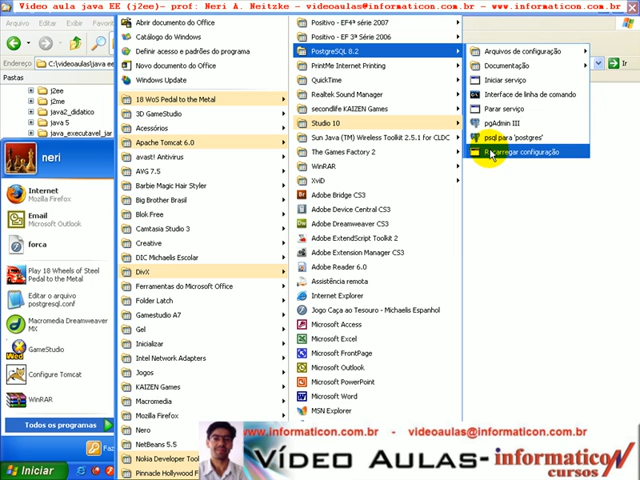 Vídeo aula java EE (j2ee)- prof: Neri A. Neitzke - videoaulas@informaticon.com.br - www.informaticon.com.br
Arquivo
Endereço
C:\videoaulas\java ee
Ir
Pastas
j2ee
j2me
java2_didatico
java 5
java_executavel_jar
neri
Internet
Mozilla Firefox
Email
Microsoft Outlook
forca
Play 18 Wheels of Steel
Pedal to the Metal
Editar o arquivo
postgresql.conf
Macromedia Dreamweaver
MX
GameStudio
Configure Tomcat
WinRAR
Todos os programas
Faz
Iniciar
Abrir documento do Office
Catálogo do Windows
Definir acesso e padrões do programa
Novo documento do Office
Windows Update
18 WoS Pedal to the Metal
3D GameStudio
Acessórios
Apache Tomcat 6.0
avast! Antivirus
AVG 7.5
Barbie Magic Hair Styler
Big Brother Brasil
Blok Free
Camtasia Studio 3
Creative
DIC Michaelis Escolar
DivX
Ferramentas do Microsoft Office
Folder Latch
Gamestudio A7
Gel
Inicializar
Intel Network Adapters
Jogos
KAIZEN Games
Macromedia
Mozilla Firefox
Nero
NetBeans 5.5
Nokia Developer Tool
Pinnacle Hollywood F
Positivo - EF4ª série 2007
Positivo - EF 3ª Série 2006
PostgreSQL 8.2
PrintMe Internet Printing
QuickTime
Realtek Sound Manager
secondlife KAIZEN Games
Studio 10
Sun Java (TM) Wireless Toolkit 2.5.1 for CLDC
The Games Factory 2
WinRAR
XviD
Adobe Bridge CS3
Adobe Device Central CS3
Adobe Dreamweaver CS3
Adobe ExtendScript Toolkit 2
Adobe Extension Manager CS3
Adobe Reader 6.0
Assistência remota
Internet Explorer
Jogo Caça ao Tesouro - Michaelis Espanhol
Microsoft Access
Microsoft Excel
Microsoft FrontPage
Microsoft Outlook
Microsoft PowerPoint
Microsoft Word
MSN Explorer
Arquivos de configuração
Documentação
Iniciar serviço
Interface de linha de comando
Parar serviço
pgAdmin III
psql para 'postgres'
Recarregar configuração
www.informaticon.com.br - videoaulas@informaticon.com.br
VÍDEO AULAS- informaticon
CURSOS